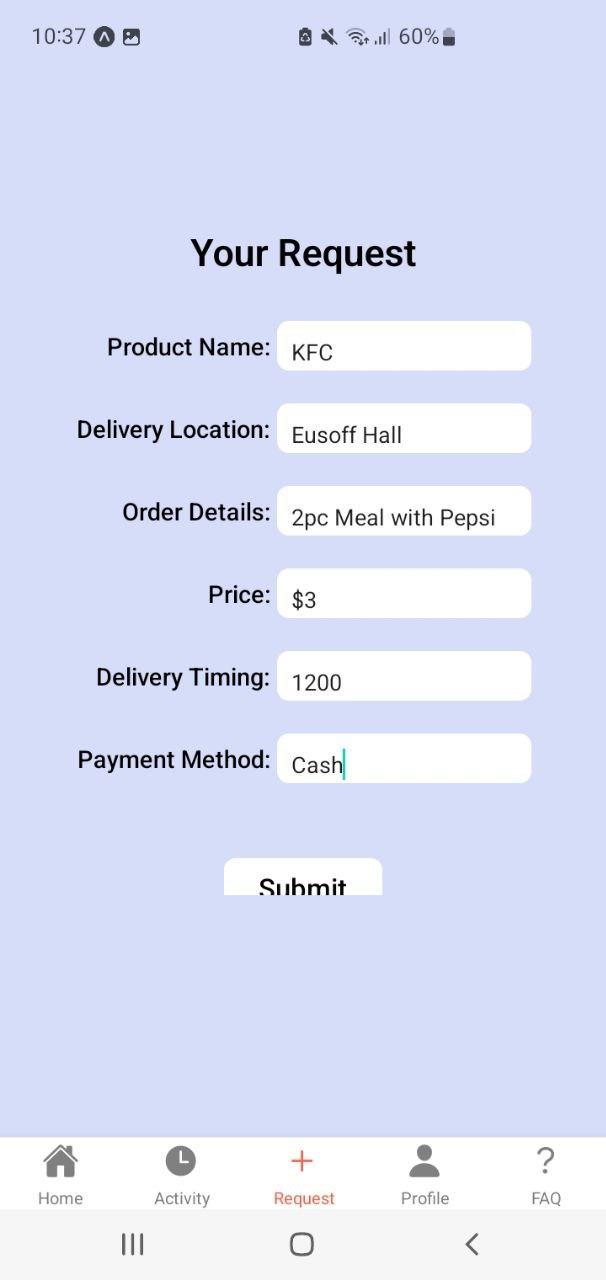 10:37 60%
Your Request
Product Name: KFC
Delivery Location: Eusoff Hall
Order Details: 2pc Meal with Pepsi
Price: $3
Delivery Timing: 1200
Payment Method: Cash
Submit
Home Activity Request Profile FAQ